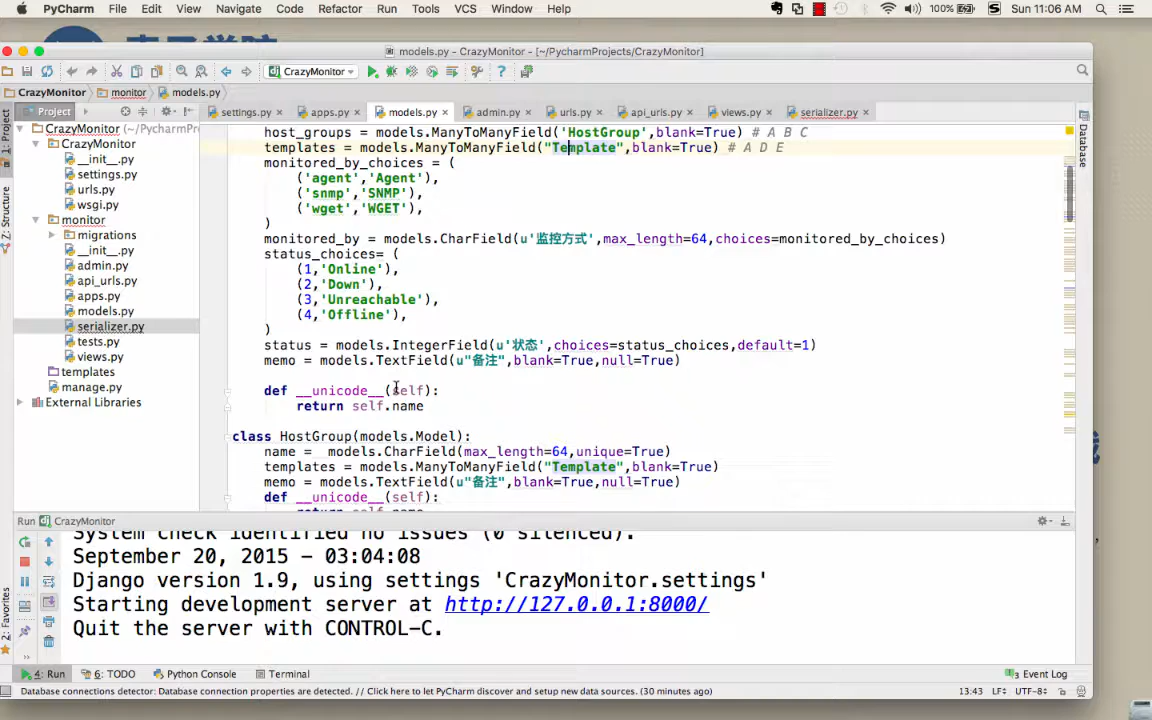 PyCharm File Edit View Navigate Code Refactor Run Tools VCS Window Help 100% Sun 11:06 AM
models.py - CrazyMonitor - [~/PycharmProjects/CrazyMonitor]
CrazyMonitor
CrazyMonitor monitor models.py
Project settings.py apps.py models.py admin.py urls.py api_urls.py views.py serializer.py
CrazyMonitor (~/PycharmPr
CrazyMonitor
__init__.py
settings.py
urls.py
wsgi.py
monitor
migrations
__init__.py
admin.py
api_urls.py
apps.py
models.py
serializer.py
tests.py
views.py
templates
manage.py
External Libraries
1: Project
7: Structure
2: Favorites
Database
host_groups = models.ManyToManyField('HostGroup',blank=True) # A B C
templates = models.ManyToManyField("Template",blank=True) # A D E
monitored_by_choices = (
('agent','Agent'),
('snmp','SNMP'),
('wget','WGET'),
)
monitored_by = models.CharField(u'监控方式',max_length=64,choices=monitored_by_choices)
status_choices= (
(1,'Online'),
(2,'Down'),
(3,'Unreachable'),
(4,'Offline'),
)
status = models.IntegerField(u'状态',choices=status_choices,default=1)
memo = models.TextField(u"备注",blank=True,null=True)
def __unicode__(self):
return self.name
class HostGroup(models.Model):
name = models.CharField(max_length=64,unique=True)
templates = models.ManyToManyField("Template",blank=True)
memo = models.TextField(u"备注",blank=True,null=True)
def __unicode__(self):
return self.name
Run CrazyMonitor
System check identified no issues (0 silenced).
September 20, 2015 - 03:04:08
Django version 1.9, using settings 'CrazyMonitor.settings'
Starting development server at http://127.0.0.1:8000/
Quit the server with CONTROL-C.
4: Run 6: TODO Python Console Terminal 3 Event Log
Database connections detector: Database connection properties are detected. // Click here to let PyCharm discover and setup new data sources. (30 minutes ago) 13:43 LF÷ UTF-8÷